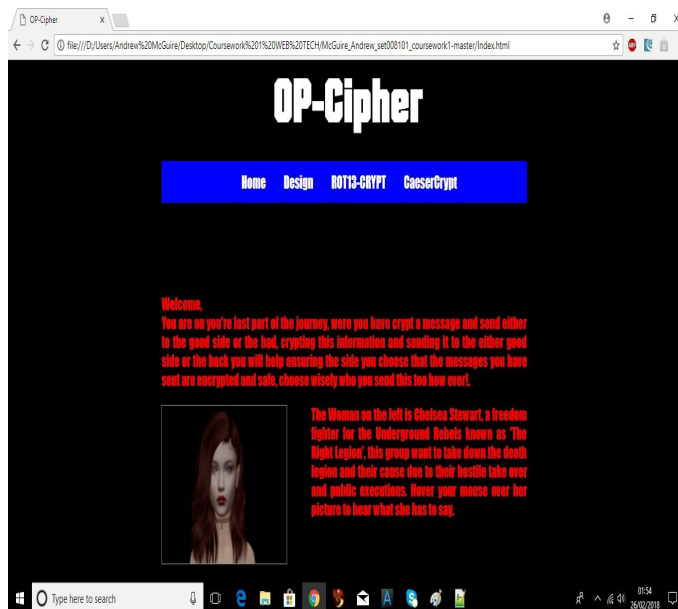 OP-Cipher
file:///D:/Users/Andrew%20McGuire/Desktop/Coursework%201%20WEB%20TECH/McGuire_Andrew_set008101_coursework1-master/Index.html
OP-Cipher
Home Design ROT13-CRYPT CaeserCrypt
Welcome,
You are on you're last part of the journey, were you have crypt a message and send either
to the good side or the bad, crypting this information and sending it to the either good
side or the back you will help ensuring the side you choose that the messages you have
sent are encrypted and safe, choose wisely who you send this too how ever!.
The Woman on the left is Chelsea Stewart, a freedom
fighter for the Underground Rebels known as 'The
Right Legion', this group want to take down the death
legion and their cause due to their hostile take over
and public executions. Hover your mouse over her
picture to hear what she has to say.
Type here to search
01:54
26/02/2018